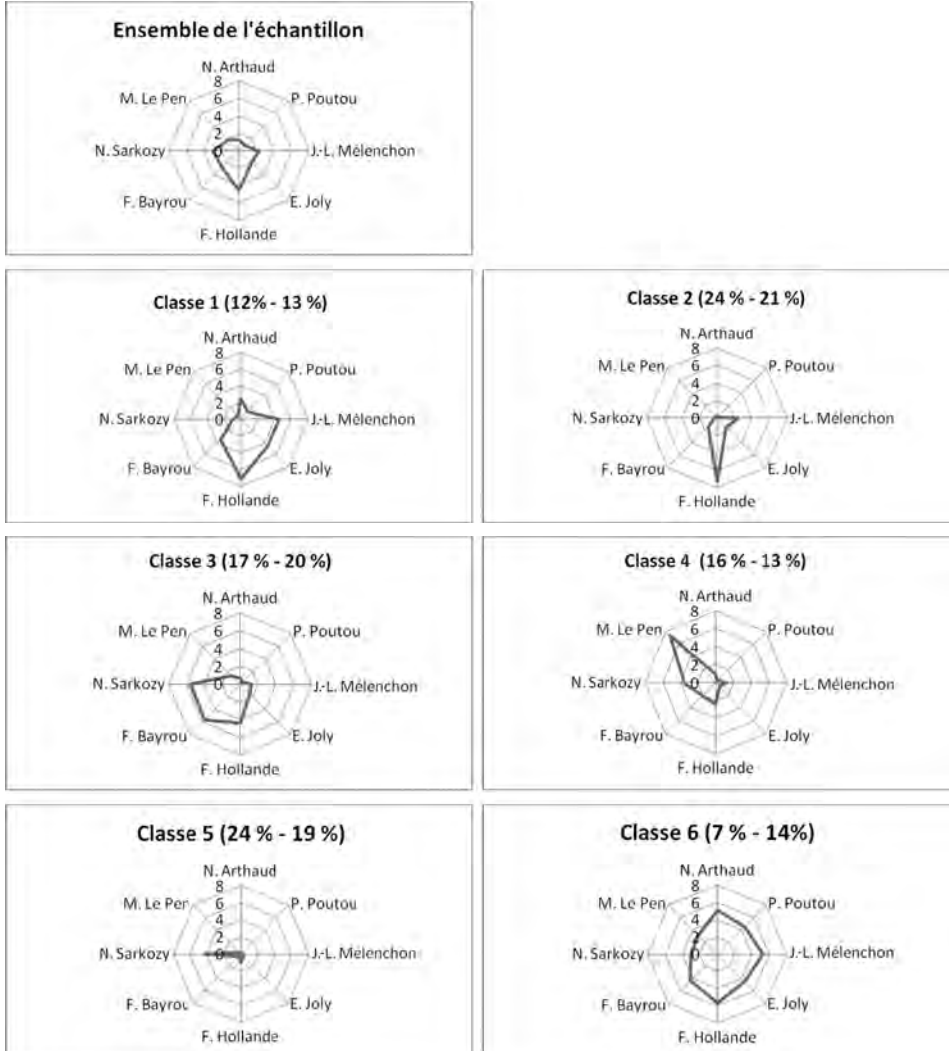 Ensemble de l'échantillon
N. Arthaud
8
M. Le Pen
6
P. Poutou
4
2
N. Sarkozy
0
J.-L. Mélenchon
F. Bayrou
E. Joly
F. Hollande
Classe 1 (12% - 13 %)
N. Arthaud
8
M. Le Pen
6
P. Poutou
4
2
N. Sarkozy
0
J.-L. Mélenchon
F. Bayrou
E. Joly
F. Hollande
Classe 2 (24 % - 21 %)
N. Arthaud
8
M. Le Pen
6
P. Poutou
4
2
N. Sarkozy
0
J.-L. Mélenchon
F. Bayrou
E. Joly
F. Hollande
Classe 3 (17 % - 20 %)
N. Arthaud
8
M. Le Pen
6
P. Poutou
4
2
N. Sarkozy
0
J.-L. Mélenchon
F. Bayrou
E. Joly
F. Hollande
Classe 4 (16 % - 13 %)
N. Arthaud
8
M. Le Pen
6
P. Poutou
4
2
N. Sarkozy
0
J.-L. Mélenchon
F. Bayrou
E. Joly
F. Hollande
Classe 5 (24 % - 19 %)
N. Arthaud
8
M. Le Pen
6
P. Poutou
4
2
N. Sarkozy
0
J.-L. Mélenchon
F. Bayrou
E. Joly
F. Hollande
Classe 6 (7 % - 14%)
N. Arthaud
8
M. Le Pen
6
P. Poutou
4
2
N. Sarkozy
0
J.-L. Mélenchon
F. Bayrou
E. Joly
F. Hollande